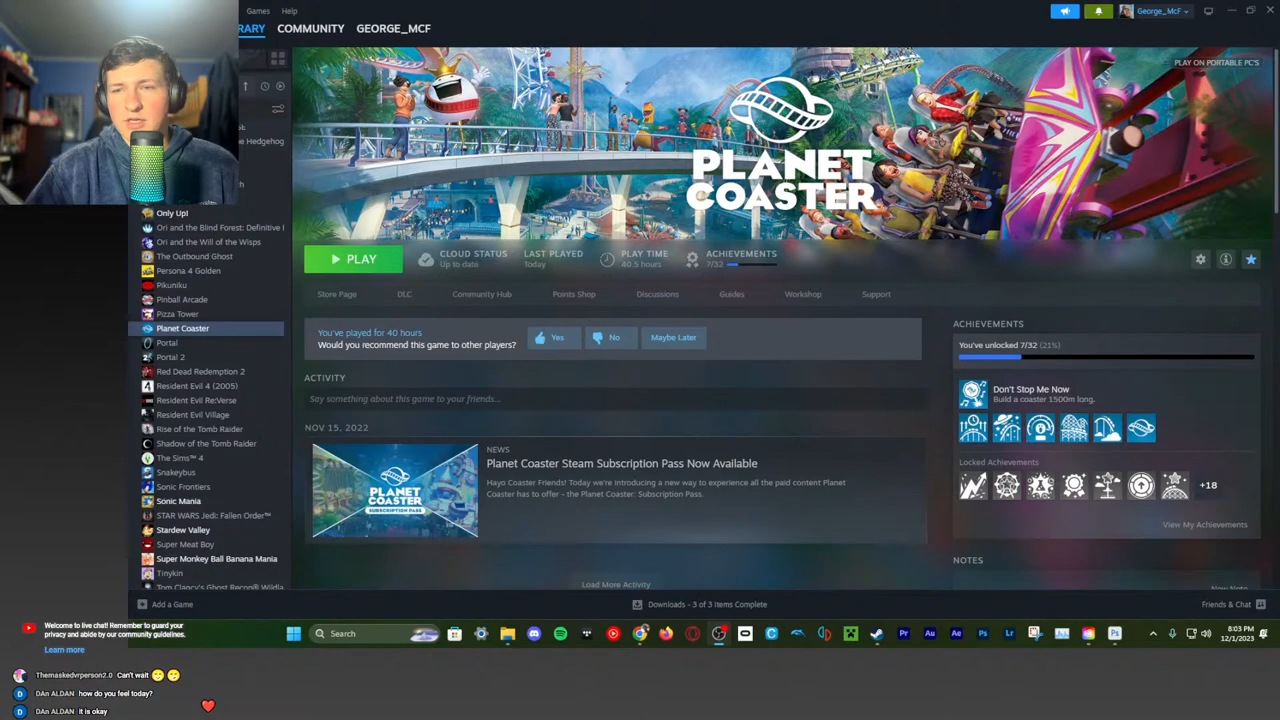 Games Help
George_McF
RARY COMMUNITY GEORGE_MCF
PLAY ON PORTABLE PC'S
PLANET
COASTER
Hedgehog
Only Up!
Ori and the Blind Forest: Definitive
Ori and the Will of the Wisps
The Outbound Ghost
Persona 4 Golden
Pikuniku
Pinball Arcade
Pizza Tower
Planet Coaster
Portal
Portal 2
Red Dead Redemption 2
Resident Evil 4 (2005)
Resident Evil Re:Verse
Resident Evil Village
Rise of the Tomb Raider
Shadow of the Tomb Raider
The Sims™ 4
Snakeybus
Sonic Frontiers
Sonic Mania
STAR WARS Jedi: Fallen Order™
Stardew Valley
Super Meat Boy
Super Monkey Ball Banana Mania
Tinykin
Tom Clancy's Ghost Recon® Wildla
PLAY
CLOUD STATUS
Up to date
LAST PLAYED
Today
PLAY TIME
40.5 hours
ACHIEVEMENTS
7/32
Store Page DLC Community Hub Points Shop Discussions Guides Workshop Support
You've played for 40 hours
Would you recommend this game to other players?
Yes No Maybe Later
ACTIVITY
Say something about this game to your friends...
NOV 15, 2022
PLANET
COASTER
SUBSCRIPTION PASS
NEWS
Planet Coaster Steam Subscription Pass Now Available
Hayo Coaster Friends! Today we're introducing a new way to experience all the paid content Planet
Coaster has to offer - the Planet Coaster: Subscription Pass.
Load More Activity
ACHIEVEMENTS
You've unlocked 7/32 (21%)
Don't Stop Me Now
Build a coaster 1500m long.
Locked Achievements
+18
View My Achievements
NOTES
New Note
Add a Game
Downloads - 3 of 3 Items Complete
Friends & Chat
Search
8:03 PM
12/1/2023
Welcome to live chat! Remember to guard your
privacy and abide by our community guidelines.
Learn more
Themaskedvrperson2.0 Can't wait
DAn ALDAN how do you feel today?
DAn ALDAN it is okay